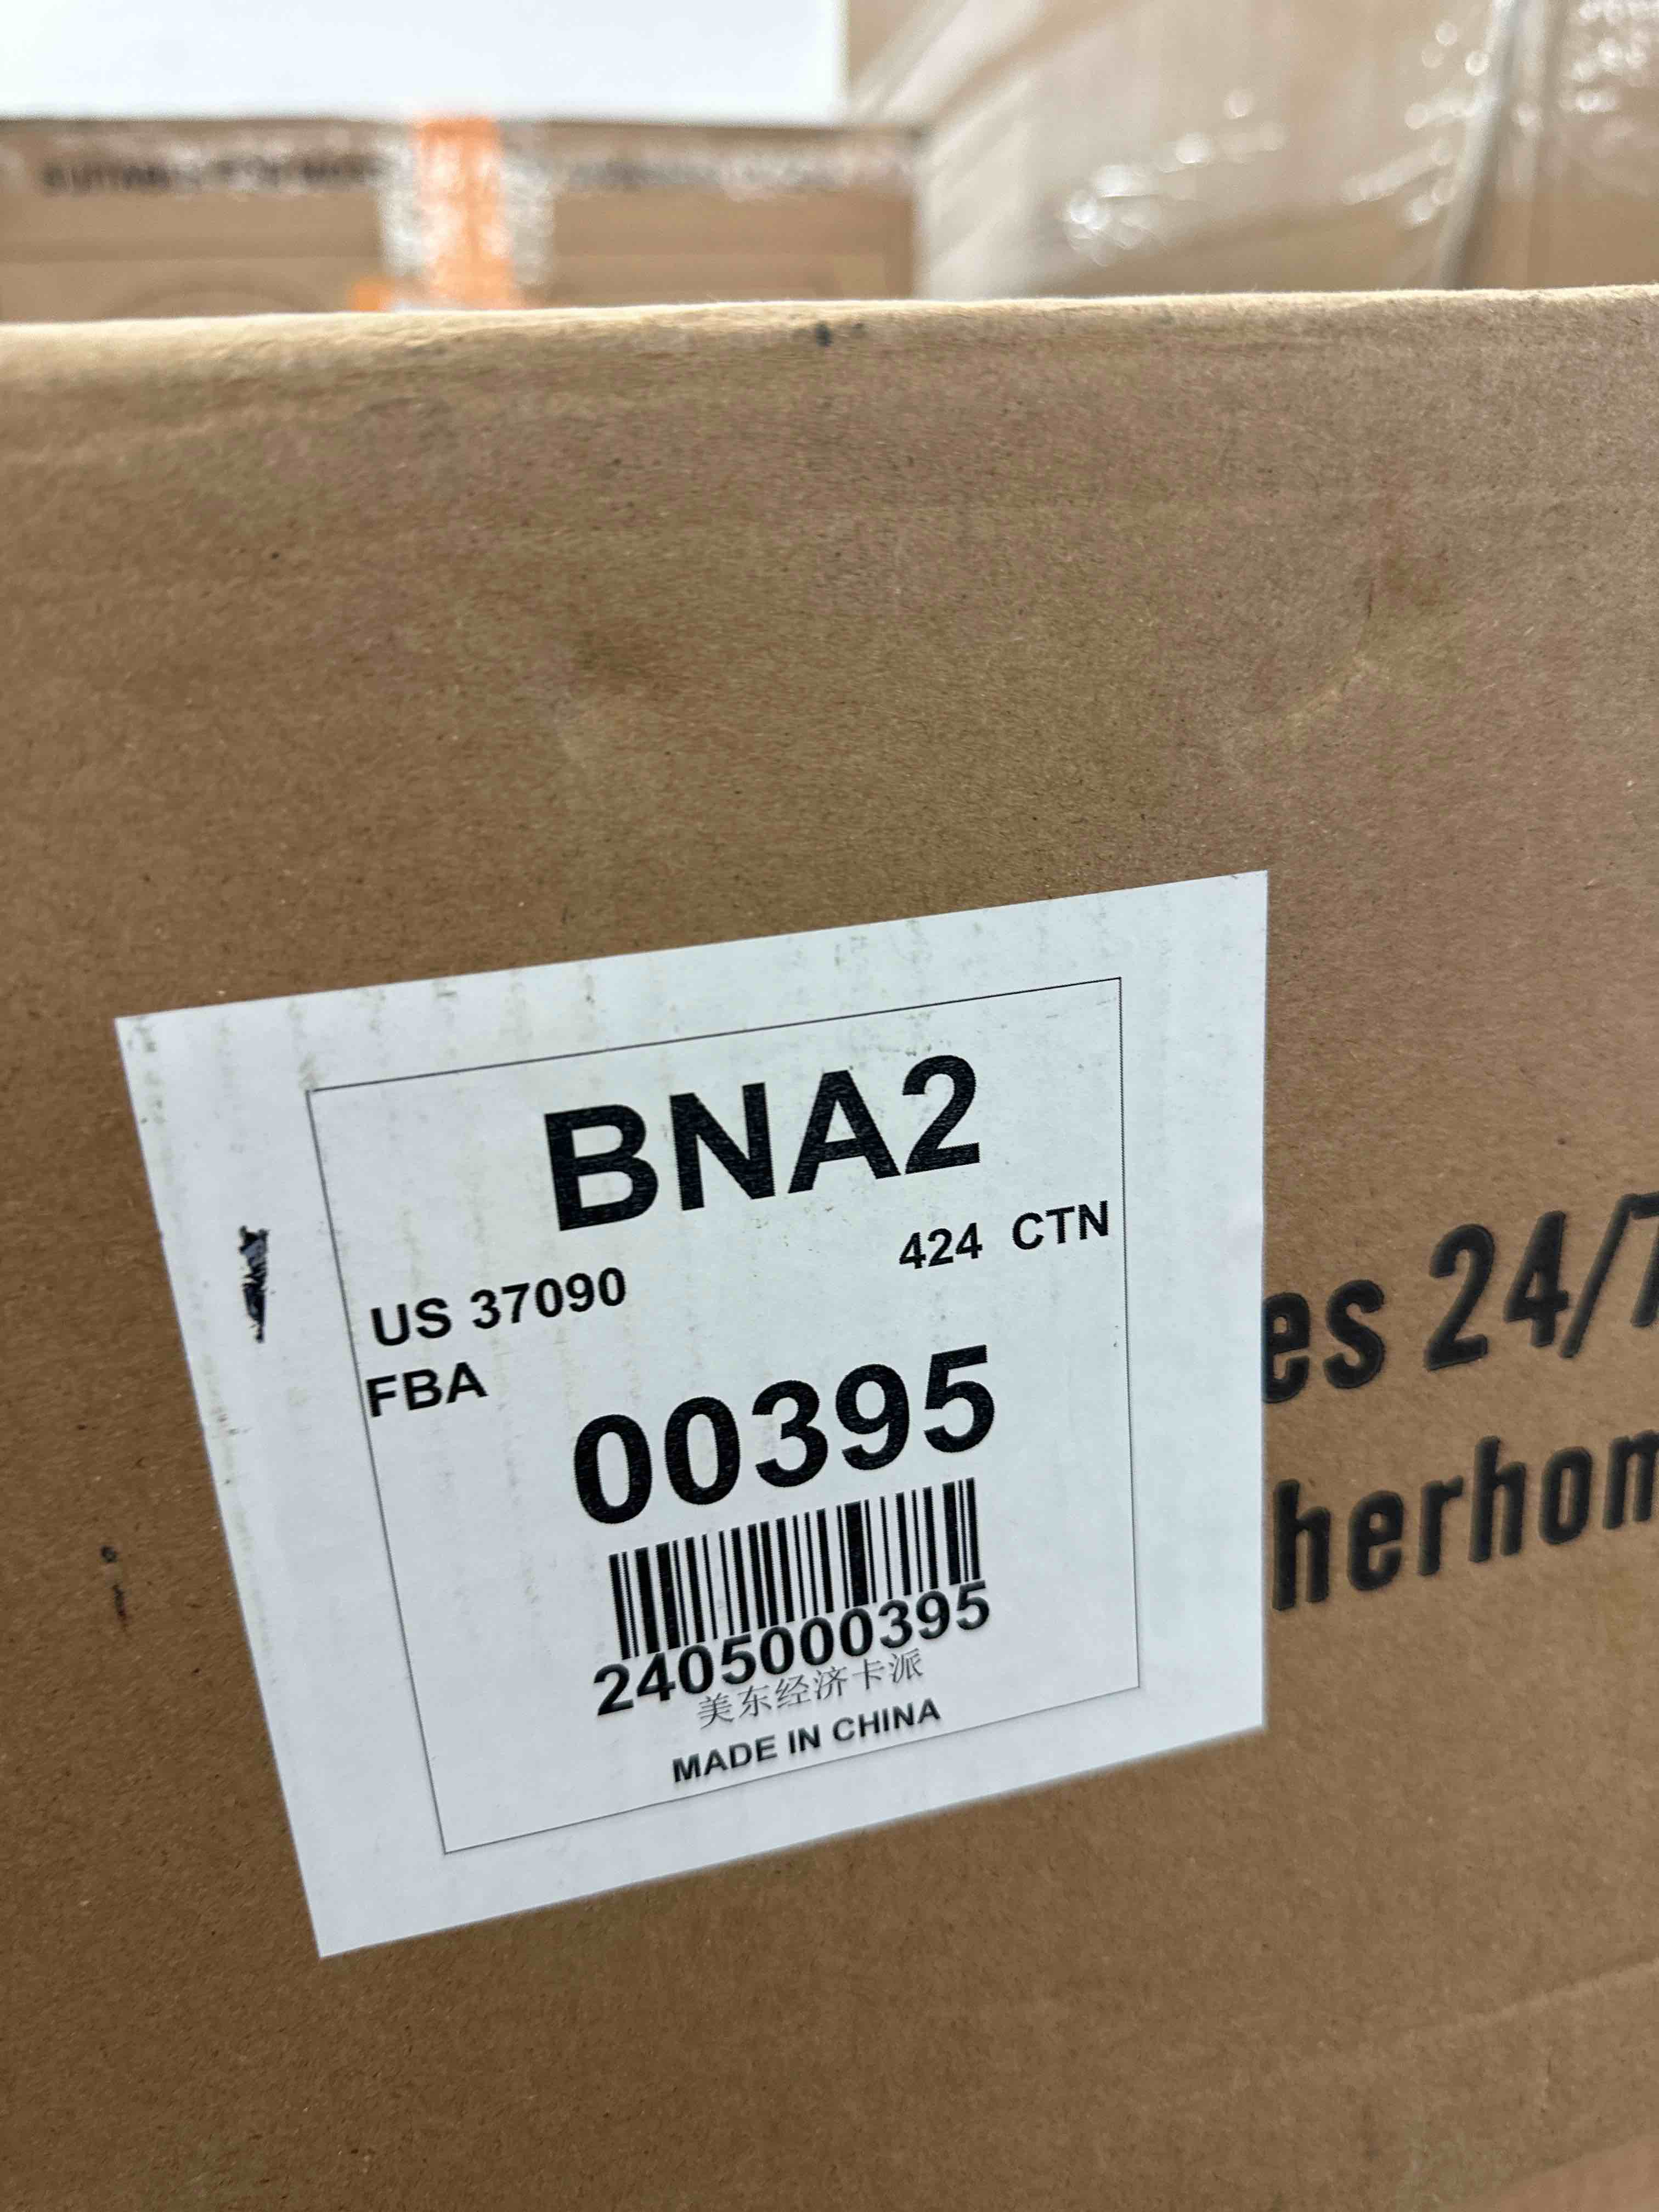 BNA2
424 CTN
US 37090
FBA
00395
2405000395
美东经济卡派
MADE IN CHINA
es 24/7
herhom